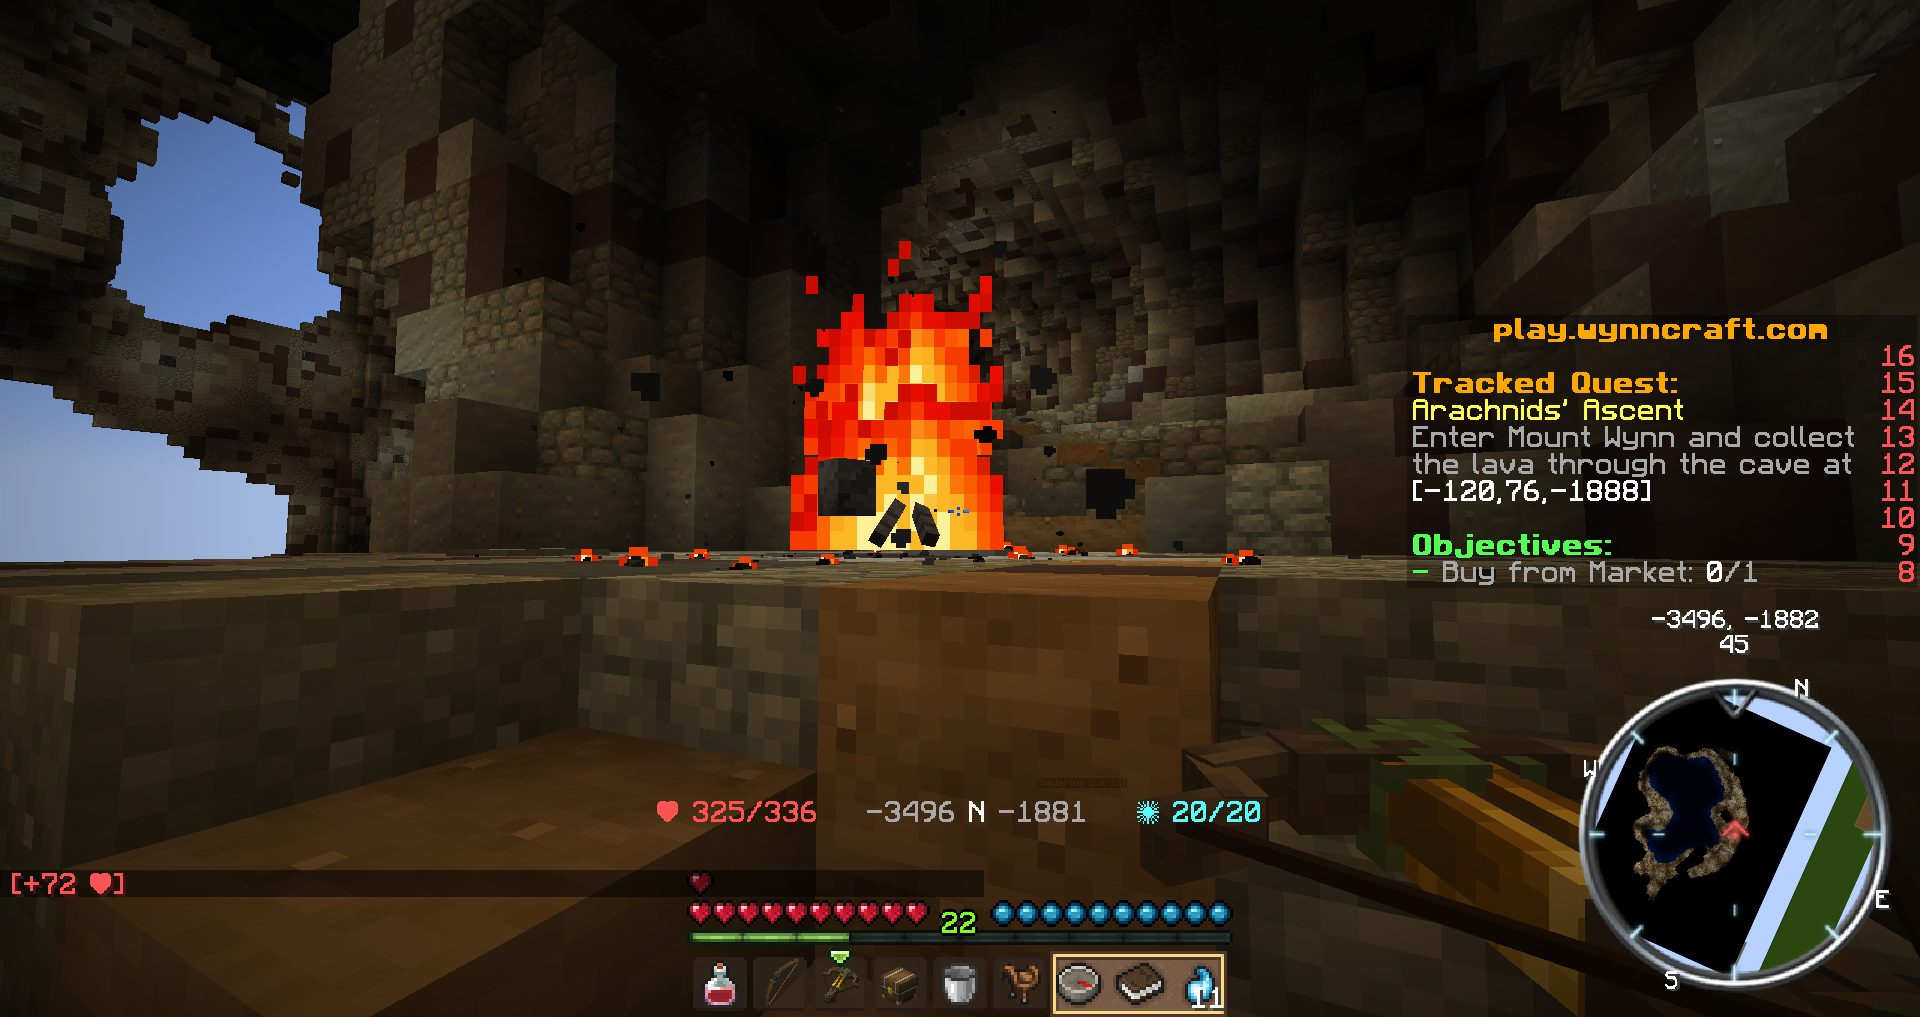 play.wynncraft.com
16
Tracked Quest: 15
Arachnids' Ascent 14
Enter Mount Wynn and collect 13
the lava through the cave at 12
[-120,76,-1888] 11
10
Objectives: 9
- Buy from Market: 0/1 8
-3496, -1882
45
N
W
E
S
325/336 -3496 N -1881 20/20
[+72 ]
22
11